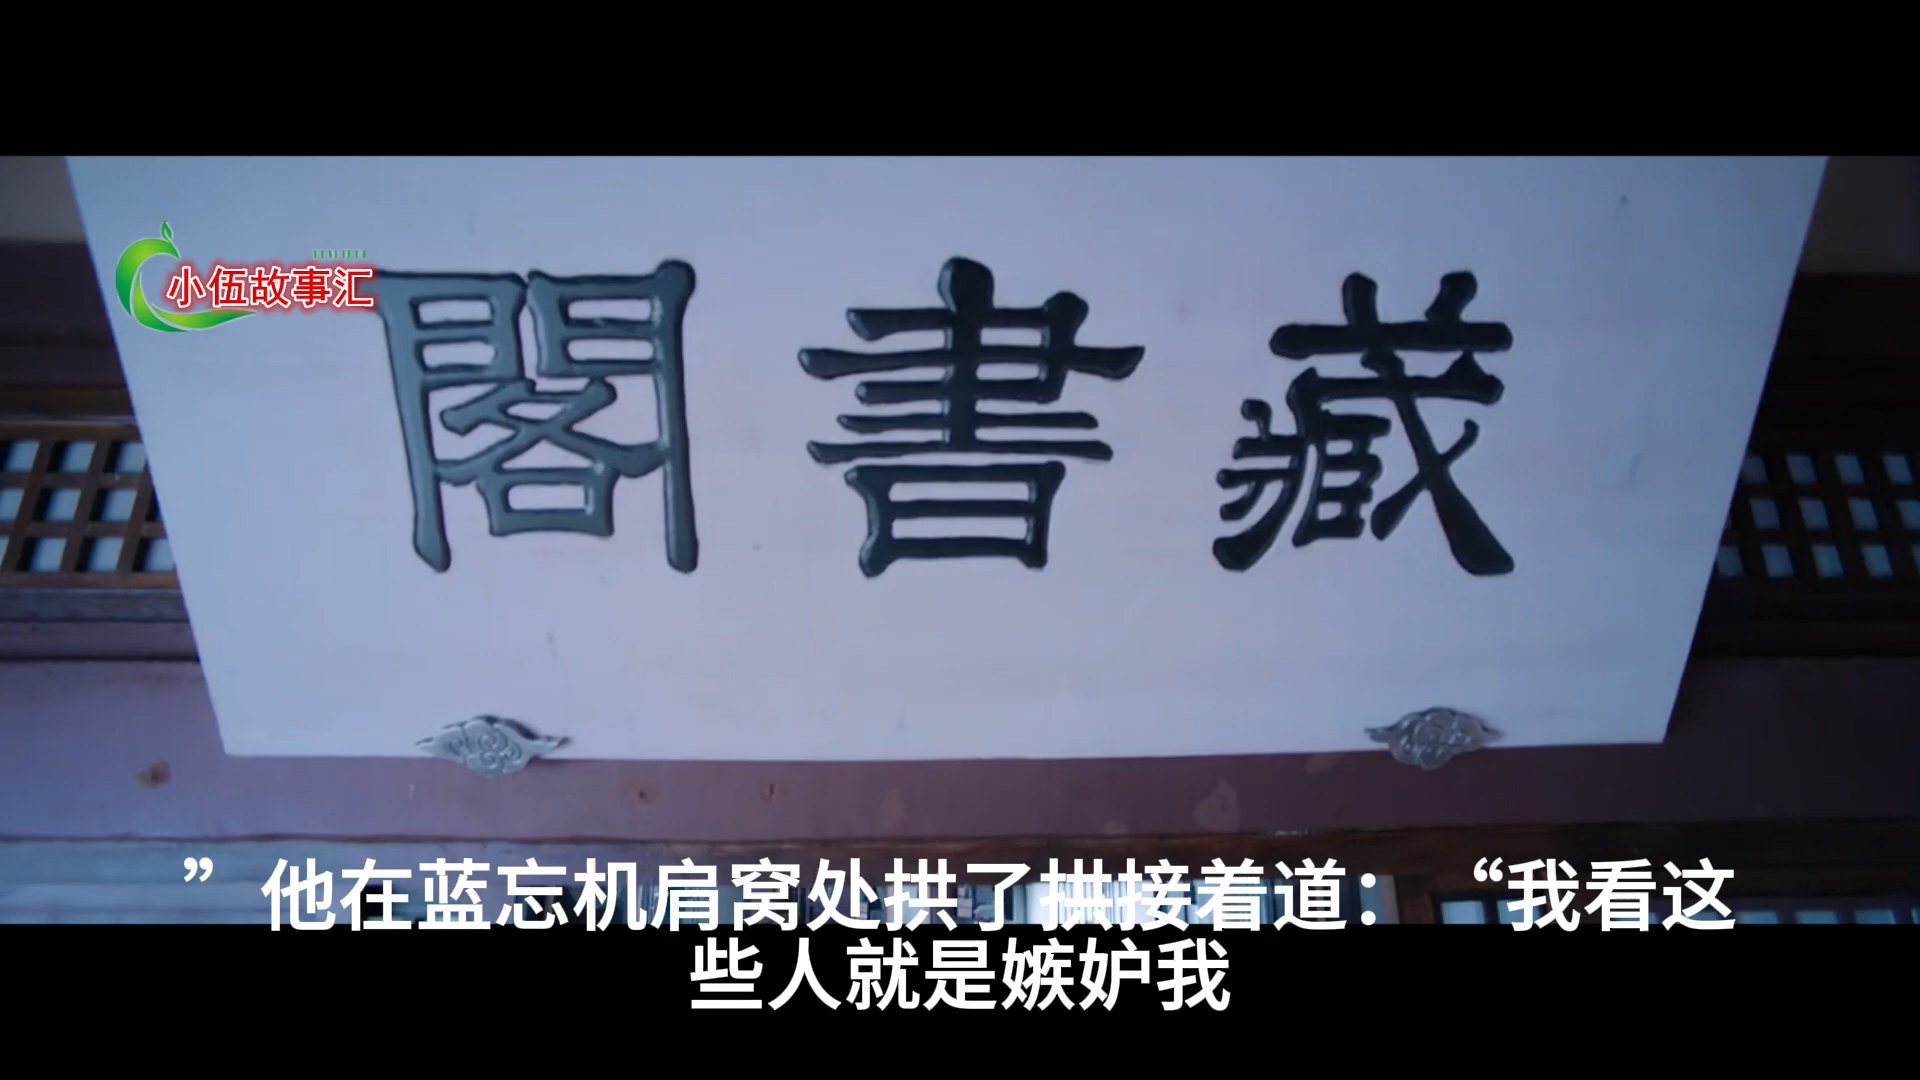 小伍故事汇
閣書藏
”他在蓝忘机肩窝处拱了拱接着道：“我看这
些人就是嫉妒我